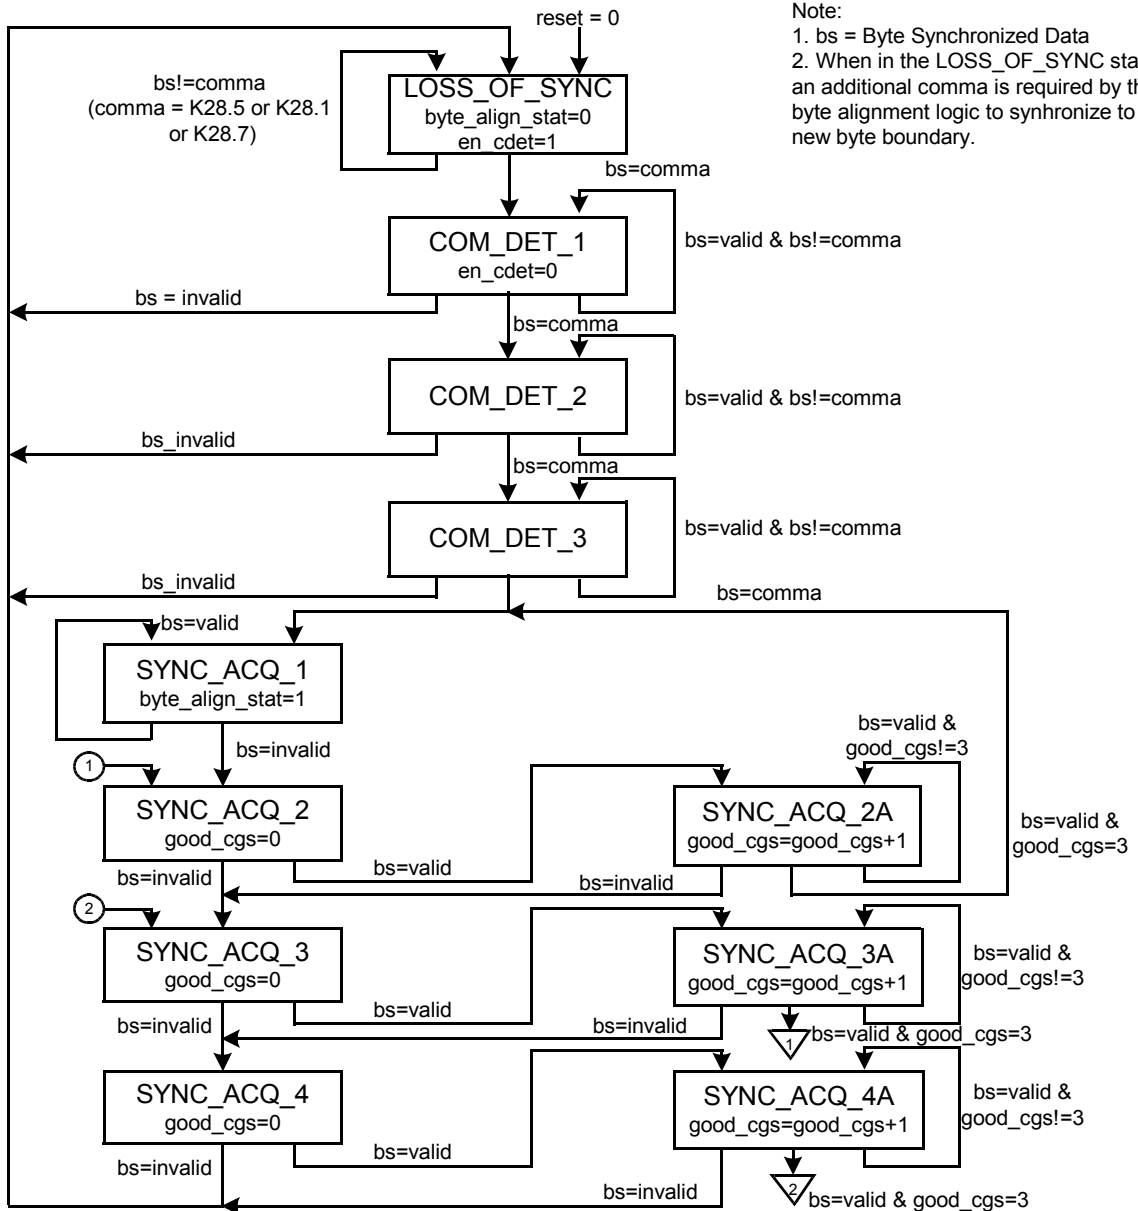 reset = 0
Note:
1. bs = Byte Synchronized Data
2. When in the LOSS_OF_SYNC sta
an additional comma is required by th
byte alignment logic to synhronize to
new byte boundary.
bs!=comma
(comma = K28.5 or K28.1
or K28.7)
LOSS_OF_SYNC
byte_align_stat=0
en_cdet=1
bs=comma
COM_DET_1
en_cdet=0
bs=valid & bs!=comma
bs = invalid
bs=comma
COM_DET_2
bs=valid & bs!=comma
bs_invalid
bs=comma
COM_DET_3
bs=valid & bs!=comma
bs_invalid
bs=comma
bs=valid
SYNC_ACQ_1
byte_align_stat=1
bs=invalid
bs=valid &
good_cgs!=3
1
SYNC_ACQ_2
good_cgs=0
SYNC_ACQ_2A
good_cgs=good_cgs+1
bs=valid &
good_cgs=3
bs=valid
bs=invalid
bs=invalid
2
SYNC_ACQ_3
good_cgs=0
SYNC_ACQ_3A
good_cgs=good_cgs+1
bs=valid &
good_cgs!=3
bs=valid
bs=invalid
bs=invalid
1
bs=valid & good_cgs=3
SYNC_ACQ_4
good_cgs=0
SYNC_ACQ_4A
good_cgs=good_cgs+1
bs=valid &
good_cgs!=3
bs=valid
bs=invalid
bs=invalid
2
bs=valid & good_cgs=3